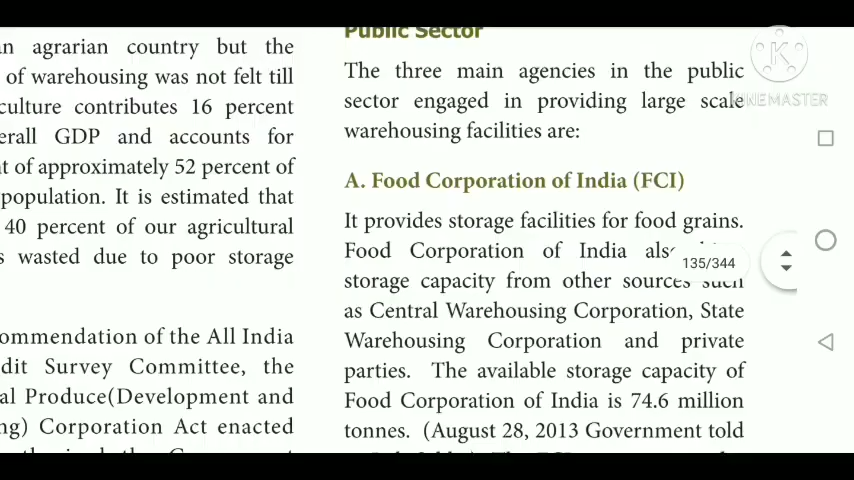 an agrarian country but the
of warehousing was not felt till
culture contributes 16 percent
erall GDP and accounts for
t of approximately 52 percent of
population. It is estimated that
40 percent of our agricultural
s wasted due to poor storage
ommendation of the All India
dit Survey Committee, the
al Produce(Development and
ng) Corporation Act enacted
Public Sector
The three main agencies in the public
sector engaged in providing large scale
warehousing facilities are:
A. Food Corporation of India (FCI)
It provides storage facilities for food grains.
Food Corporation of India also
storage capacity from other sources such
as Central Warehousing Corporation, State
Warehousing Corporation and private
parties. The available storage capacity of
Food Corporation of India is 74.6 million
tonnes. (August 28, 2013 Government told
135/344
K
KINEMASTER